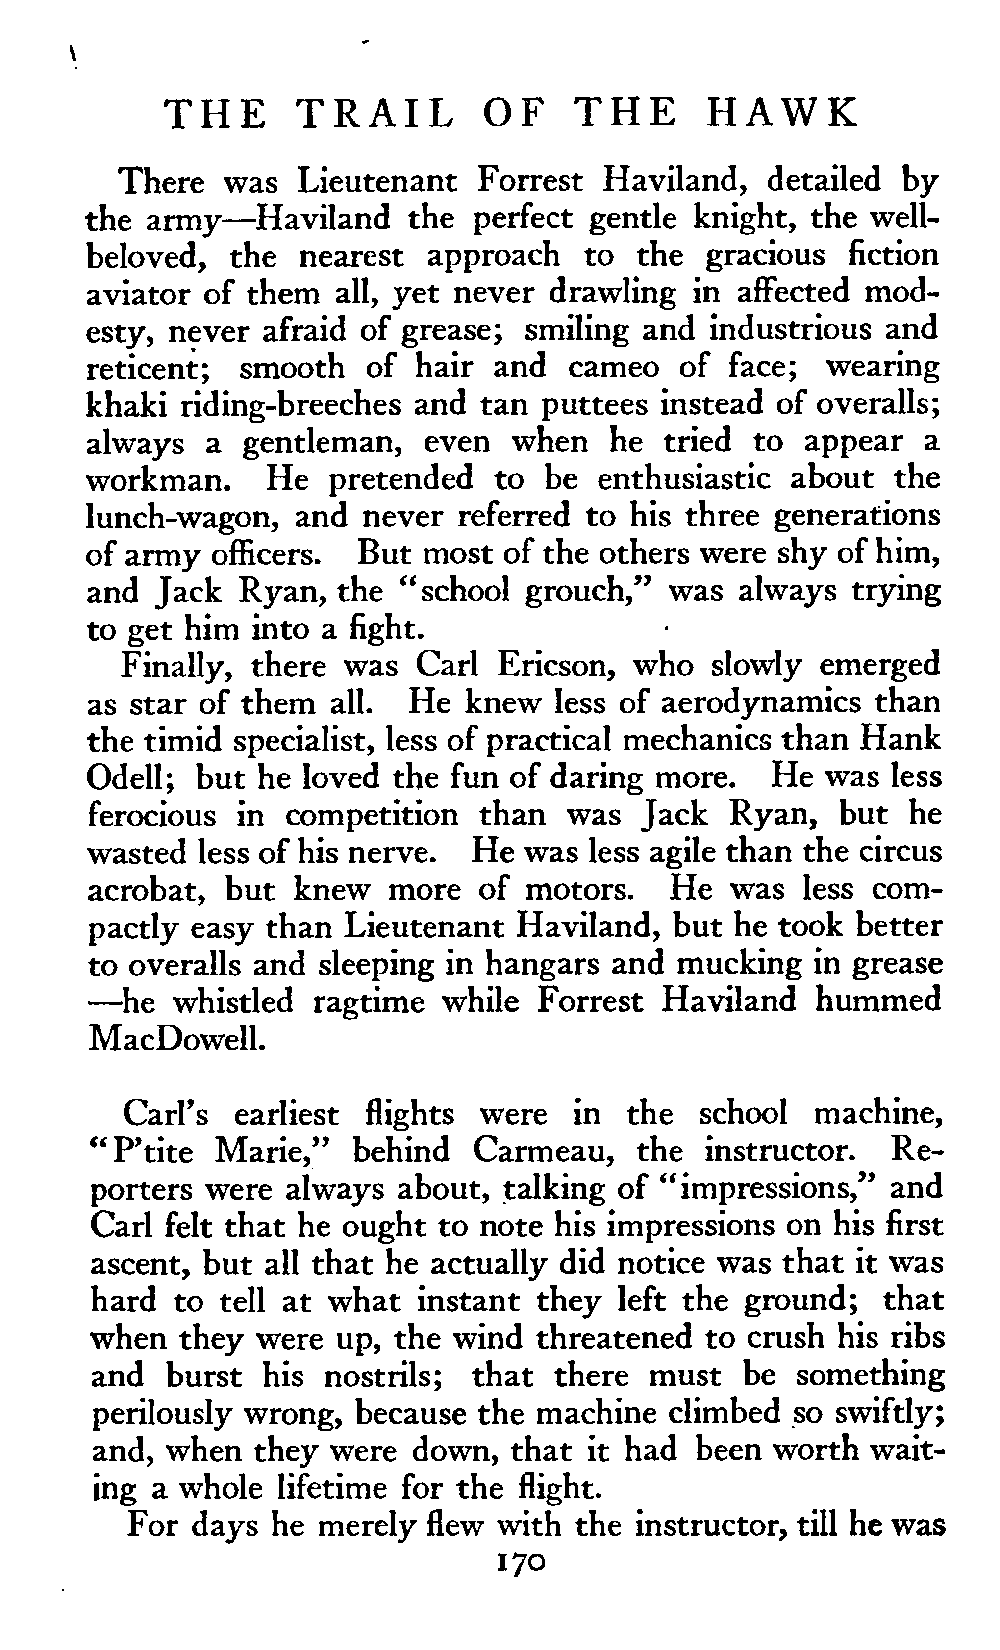 THE TRAIL OF THE HAWK
There was Lieutenant Forrest Haviland, detailed by
the army—Haviland the perfect gentle knight, the well-
beloved, the nearest approach to the gracious fiction
aviator of them all, yet never drawling in affected mod-
esty, never afraid of grease; smiling and industrious and
reticent; smooth of hair and cameo of face; wearing
khaki riding-breeches and tan puttees instead of overalls;
always a gentleman, even when he tried to appear a
workman. He pretended to be enthusiastic about the
lunch-wagon, and never referred to his three generations
of army officers. But most of the others were shy of him,
and Jack Ryan, the "school grouch," was always trying
to get him into a fight.
Finally, there was Carl Ericson, who slowly emerged
as star of them all. He knew less of aerodynamics than
the timid specialist, less of practical mechanics than Hank
Odell; but he loved the fun of daring more. He was less
ferocious in competition than was Jack Ryan, but he
wasted less of his nerve. He was less agile than the circus
acrobat, but knew more of motors. He was less com-
pactly easy than Lieutenant Haviland, but he took better
to overalls and sleeping in hangars and mucking in grease
—he whistled ragtime while Forrest Haviland hummed
MacDowell.
Carl's earliest flights were in the school machine,
"P'tite Marie," behind Carmeau, the instructor. Re-
porters were always about, talking of "impressions," and
Carl felt that he ought to note his impressions on his first
ascent, but all that he actually did notice was that it was
hard to tell at what instant they left the ground; that
when they were up, the wind threatened to crush his ribs
and burst his nostrils; that there must be something
perilously wrong, because the machine climbed so swiftly;
and, when they were down, that it had been worth wait-
ing a whole lifetime for the flight.
For days he merely flew with the instructor, till he was
170